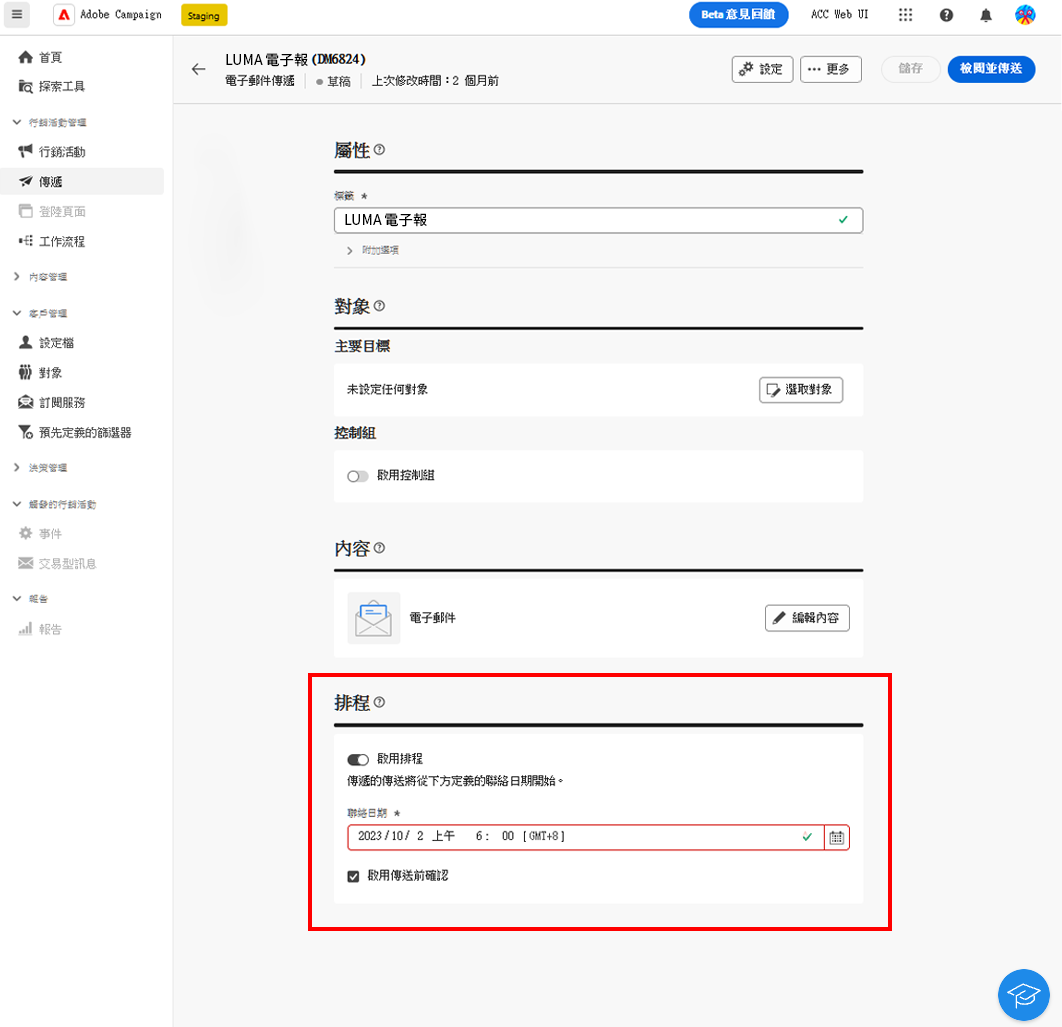 Adobe Campaign
Staging
Beta 意見回饋
ACC Web UI
首頁
探索工具
行銷活動管理
行銷活動
傳遞
登陸頁面
工作流程
內容管理
客戶管理
設定檔
對象
訂閱服務
預先定義的篩選器
決策管理
觸發的行銷活動
事件
交易型訊息
報告
報告
LUMA 電子報 (DM6824)
電子郵件傳遞
草稿
上次修改時間：2 個月前
設定
更多
儲存
檢閱並傳送
屬性
標籤 *
LUMA 電子報
附加選項
對象
主要目標
未設定任何對象
選取對象
控制組
啟用控制組
內容
電子郵件
編輯內容
排程
啟用排程
傳遞的傳送將從下方定義的聯絡日期開始。
聯絡日期 *
2023/10/ 2 上午 6: 00 [GMT+8]
啟用傳送前確認